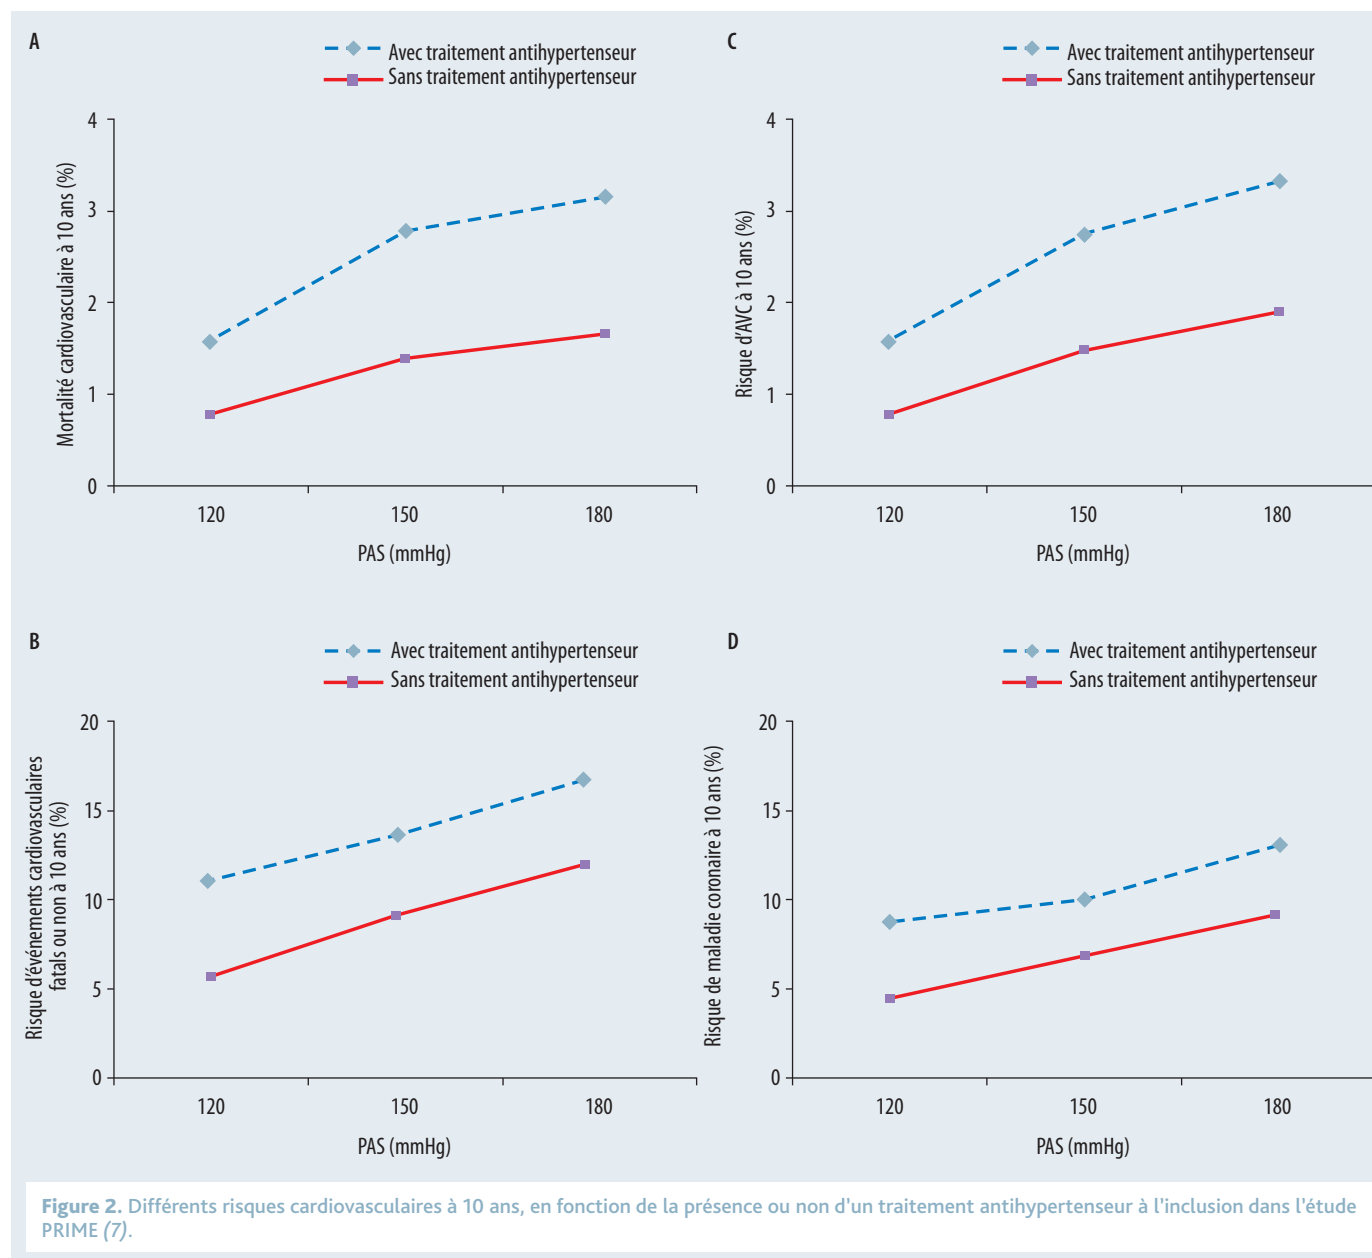 A
Avec traitement antihypertenseur
Sans traitement antihypertenseur
Mortalité cardiovasculaire à 10 ans (%)
4
3
2
1
0
120 150 180
PAS (mmHg)
C
Avec traitement antihypertenseur
Sans traitement antihypertenseur
Risque d'AVC à 10 ans (%)
4
3
2
1
0
120 150 180
PAS (mmHg)
B
Avec traitement antihypertenseur
Sans traitement antihypertenseur
Risque d'événements cardiovasculaires
fatals ou non à 10 ans (%)
20
15
10
5
0
120 150 180
PAS (mmHg)
D
Avec traitement antihypertenseur
Sans traitement antihypertenseur
Risque de maladie coronaire à 10 ans (%)
20
15
10
5
0
120 150 180
PAS (mmHg)
Figure 2. Différents risques cardiovasculaires à 10 ans, en fonction de la présence ou non d'un traitement antihypertenseur à l'inclusion dans l'étude
PRIME (7).